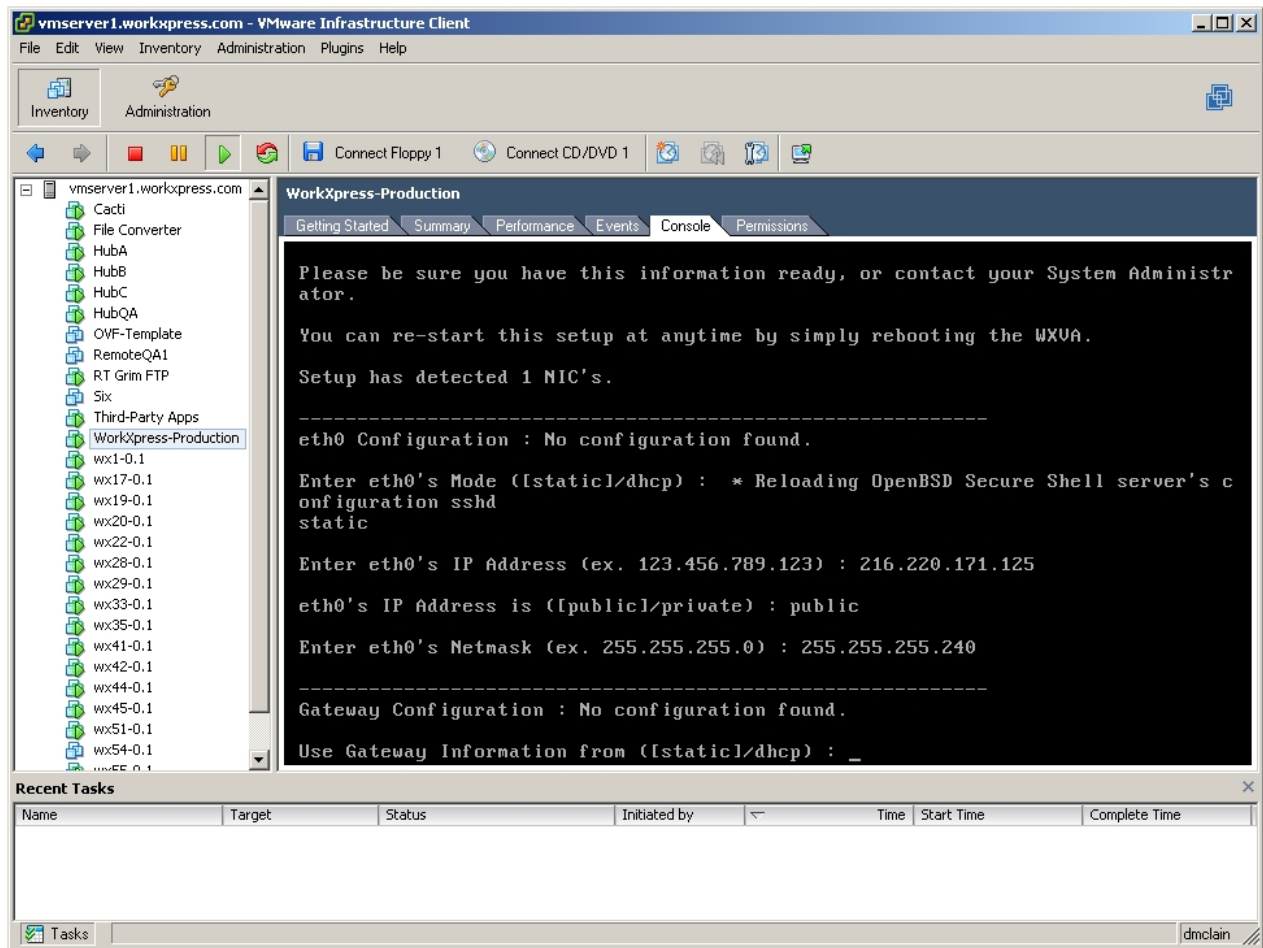 vmserver1.workxpress.com - VMware Infrastructure Client
File Edit View Inventory Administration Plugins Help
Inventory Administration
Connect Floppy 1 Connect CD/DVD 1
vmserver1.workxpress.com
Cacti
File Converter
HubA
HubB
HubC
HubQA
OVF-Template
RemoteQA1
RT Grim FTP
Six
Third-Party Apps
WorkXpress-Production
wx1-0.1
wx17-0.1
wx19-0.1
wx20-0.1
wx22-0.1
wx28-0.1
wx29-0.1
wx33-0.1
wx35-0.1
wx41-0.1
wx42-0.1
wx44-0.1
wx45-0.1
wx51-0.1
wx54-0.1
wx55-0.1
WorkXpress-Production
Getting Started Summary Performance Events Console Permissions
Please be sure you have this information ready, or contact your System Administr
ator.
You can re-start this setup at anytime by simply rebooting the WXVA.
Setup has detected 1 NIC's.
eth0 Configuration : No configuration found.
Enter eth0's Mode ([static]/dhcp) :  * Reloading OpenBSD Secure Shell server's c
onfiguration sshd
static
Enter eth0's IP Address (ex. 123.456.789.123) : 216.220.171.125
eth0's IP Address is ([public]/private) : public
Enter eth0's Netmask (ex. 255.255.255.0) : 255.255.255.240
Gateway Configuration : No configuration found.
Use Gateway Information from ([static]/dhcp) : _
Recent Tasks
Name Target Status Initiated by Time Start Time Complete Time
Tasks dmclain